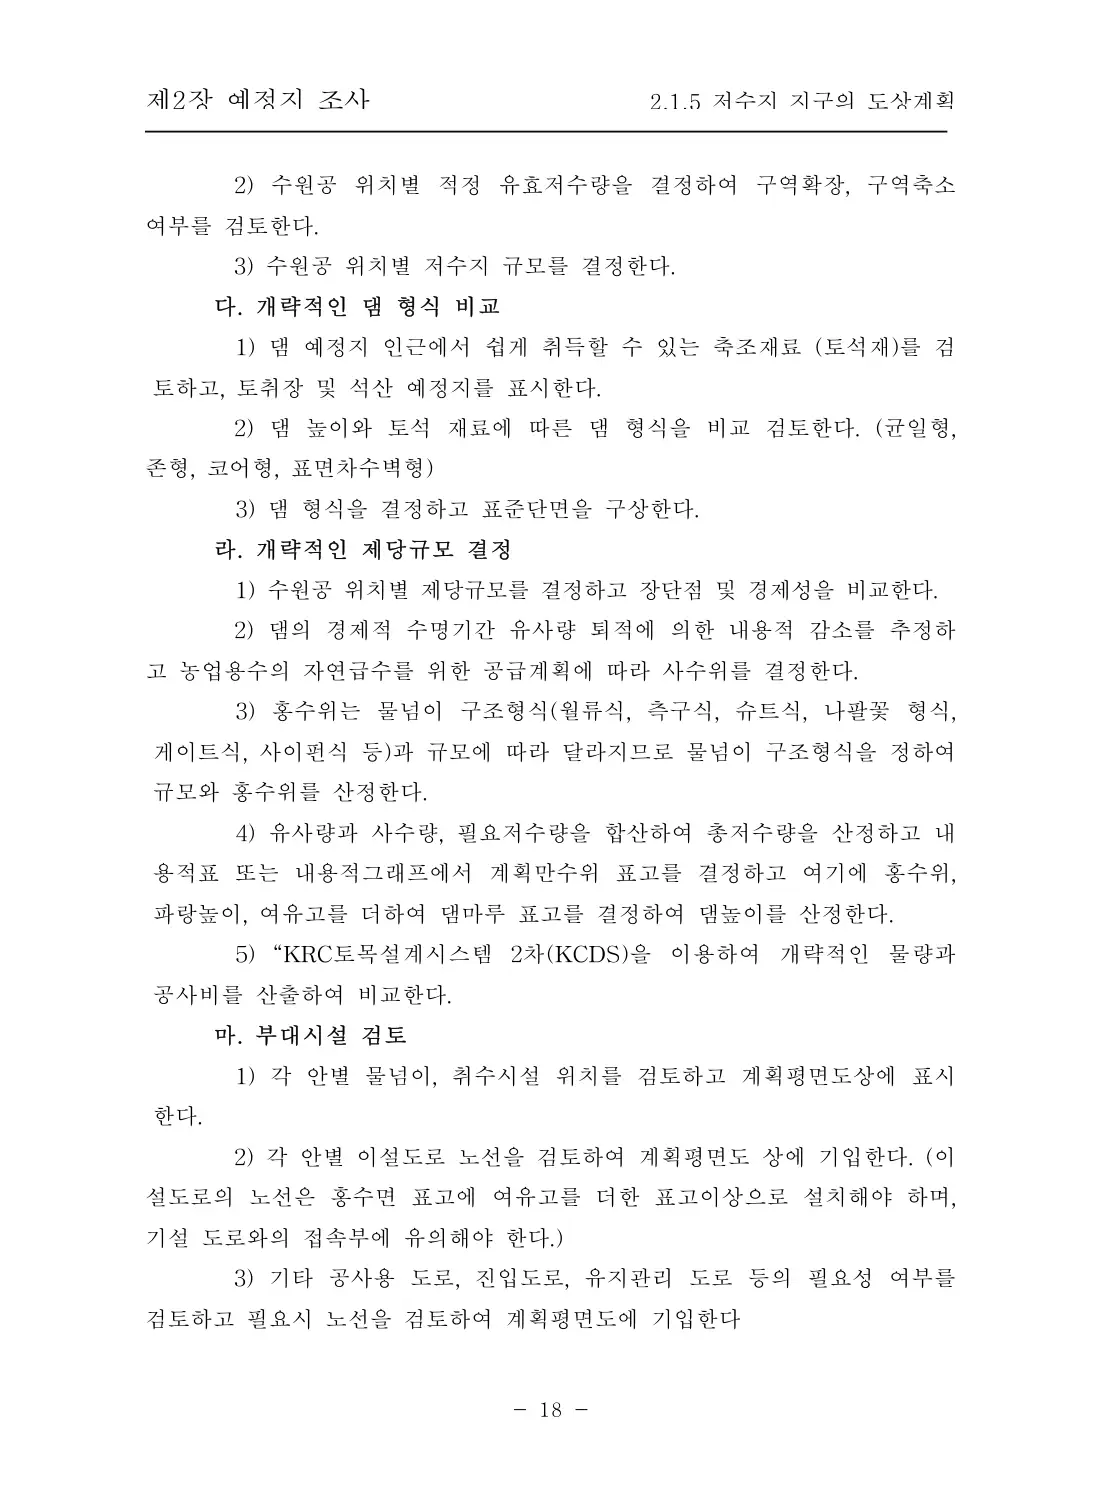 제2장 예정지 조사
2.1.5 저수지 지구의 도상계획
2) 수원공 위치별 적정 유효저수량을 결정하여 구역확장, 구역축소
여부를 검토한다.
3) 수원공 위치별 저수지 규모를 결정한다.
다. 개략적인 댐 형식 비교
1) 댐 예정지 인근에서 쉽게 취득할 수 있는 축조재료 (토석재)를 검
토하고, 토취장 및 석산 예정지를 표시한다.
2) 댐 높이와 토석 재료에 따른 댐 형식을 비교 검토한다. (균일형,
존형, 코어형, 표면차수벽형)
3) 댐 형식을 결정하고 표준단면을 구상한다.
라. 개략적인 제당규모 결정
1) 수원공 위치별 제당규모를 결정하고 장단점 및 경제성을 비교한다.
2) 댐의 경제적 수명기간 유사량 퇴적에 의한 내용적 감소를 추정하
고 농업용수의 자연급수를 위한 공급계획에 따라 사수위를 결정한다.
3) 홍수위는 물넘이 구조형식(월류식, 측구식, 슈트식, 나팔꽃 형식,
게이트식, 사이펀식 등)과 규모에 따라 달라지므로 물넘이 구조형식을 정하여
규모와 홍수위를 산정한다.
4) 유사량과 사수량, 필요저수량을 합산하여 총저수량을 산정하고 내
용적표 또는 내용적그래프에서 계획만수위 표고를 결정하고 여기에 홍수위,
파랑높이, 여유고를 더하여 댐마루 표고를 결정하여 댐높이를 산정한다.
5) “KRC토목설계시스템 2차(KCDS)을 이용하여 개략적인 물량과
공사비를 산출하여 비교한다.
마. 부대시설 검토
1) 각 안별 물넘이, 취수시설 위치를 검토하고 계획평면도상에 표시
한다.
2) 각 안별 이설도로 노선을 검토하여 계획평면도 상에 기입한다. (이
설도로의 노선은 홍수면 표고에 여유고를 더한 표고이상으로 설치해야 하며,
기설 도로와의 접속부에 유의해야 한다.)
3) 기타 공사용 도로, 진입도로, 유지관리 도로 등의 필요성 여부를
검토하고 필요시 노선을 검토하여 계획평면도에 기입한다
- 18 -